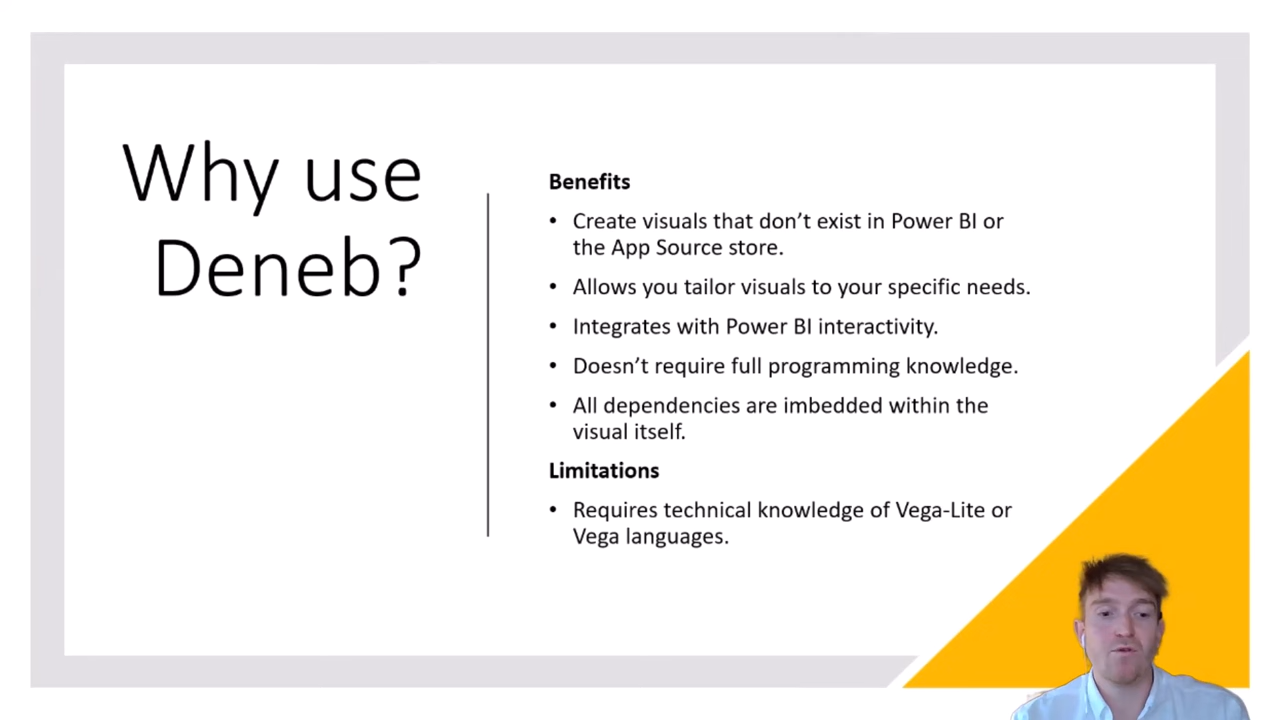 Why use
Deneb?
Benefits
• Create visuals that don’t exist in Power BI or
the App Source store.
• Allows you tailor visuals to your specific needs.
• Integrates with Power BI interactivity.
• Doesn’t require full programming knowledge.
• All dependencies are imbedded within the
visual itself.
Limitations
• Requires technical knowledge of Vega-Lite or
Vega languages.